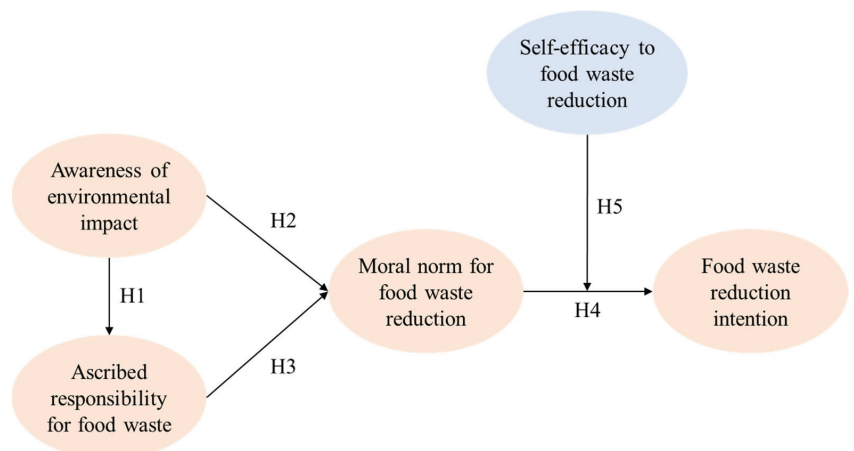 Self-efficacy to
food waste
reduction
Awareness of
environmental
impact
H2
H5
H1
Moral norm for
food waste
reduction
H4
Food waste
reduction
intention
H3
Ascribed
responsibility
for food waste